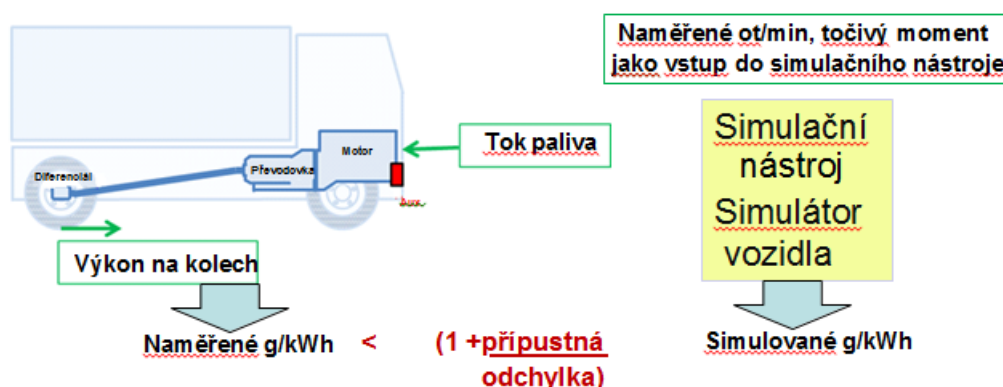 Naměřené ot/min, točivý moment
jako vstup do simulačního nástroje
Motor
Tok paliva
Převodovka
Diferenciál
Aux
Simulační
nástroj
Simulátor
vozidla
Výkon na kolech
Naměřené g/kWh < (1 +přípustná
odchylka)
Simulované g/kWh